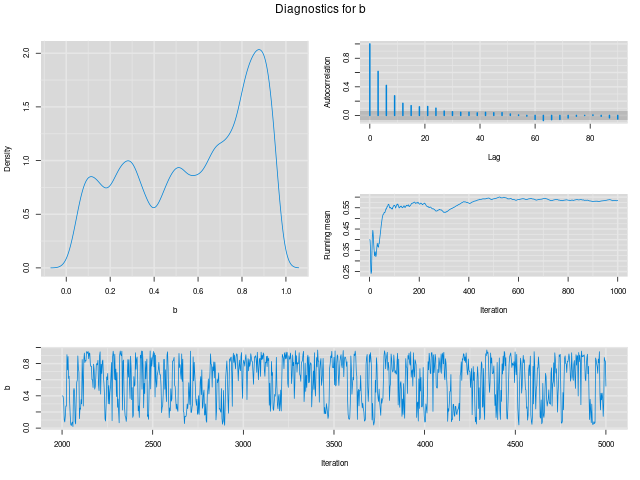 Diagnostics for b
Density
0.0 0.5 1.0 1.5 2.0
0.0 0.2 0.4 0.6 0.8 1.0
b
Autocorrelation
0.0 0.4 0.8
0 20 40 60 80
Lag
Running mean
0.25 0.35 0.45 0.55
0 200 400 600 800 1000
Iteration
b
0.0 0.4 0.8
2000 2500 3000 3500 4000 4500 5000
Iteration